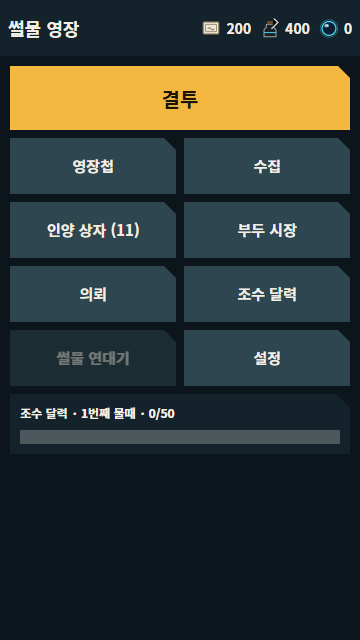 썰물 영장 200 400 0
결투
영장첩 수집
인양 상자 (11) 부두 시장
의뢰 조수 달력
썰물 연대기 설정
조수 달력 · 1번째 물때 · 0/50